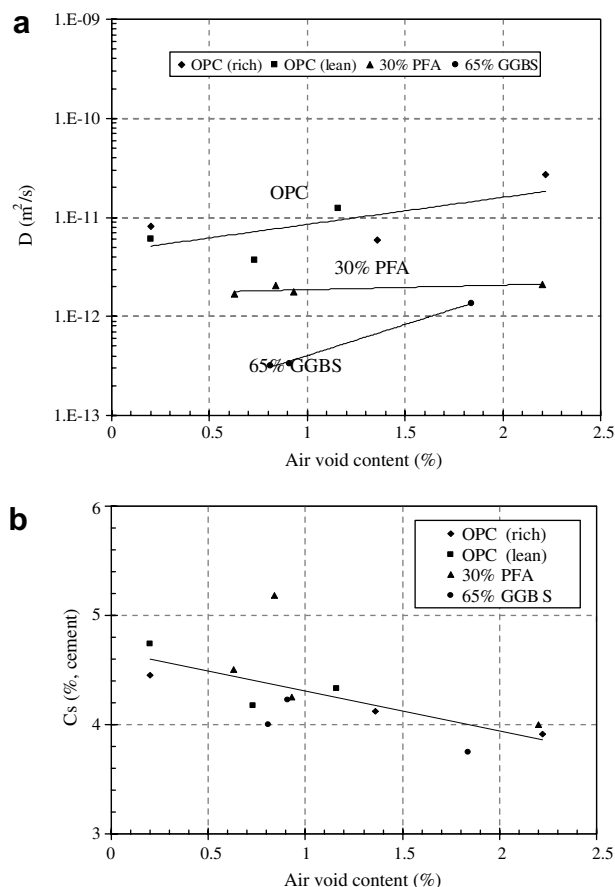 a
1.E-09
OPC (rich) OPC (lean) 30% PFA 65% GGBS
1.E-10
OPC
1.E-11
30% PFA
1.E-12
65% GGBS
1.E-13
D (m²/s)
0 0.5 1 1.5 2 2.5
Air void content (%)
b
6
OPC (rich)
OPC (lean)
30% PFA
65% GGB S
5
4
3
Cs (%, cement)
0 0.5 1 1.5 2 2.5
Air void content (%)